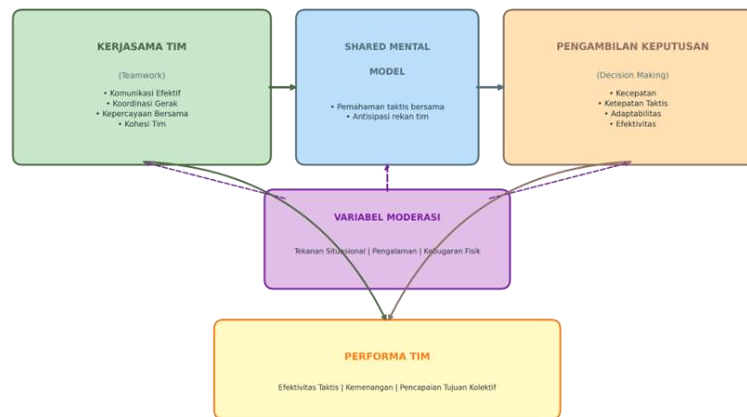 KERJASAMA TIM
(Teamwork)
• Komunikasi Efektif
• Koordinasi Gerak
• Kepercayaan Bersama
• Kohesi Tim
SHARED MENTAL
MODEL
• Pemahaman taktis bersama
• Antisipasi rekan tim
PENGAMBILAN KEPUTUSAN
(Decision Making)
• Kecepatan
• Ketepatan Taktis
• Adaptabilitas
• Efektivitas
VARIABEL MODERASI
Tekanan Situasional | Pengalaman | Kebugaran Fisik
PERFORMA TIM
Efektivitas Taktis | Kemenangan | Pencapaian Tujuan Kolektif